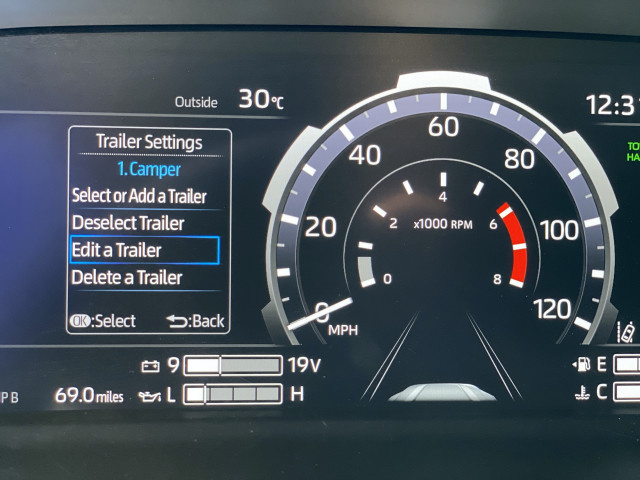 Outside 30°C
12:31
Trailer Settings
1. Camper
Select or Add a Trailer
Deselect Trailer
Edit a Trailer
Delete a Trailer
OK:Select :Back
0
20
40
60
80
100
120
MPH
0
2
4
6
8
x1000 RPM
9 19V
L H
P B 69.0 miles
E
C